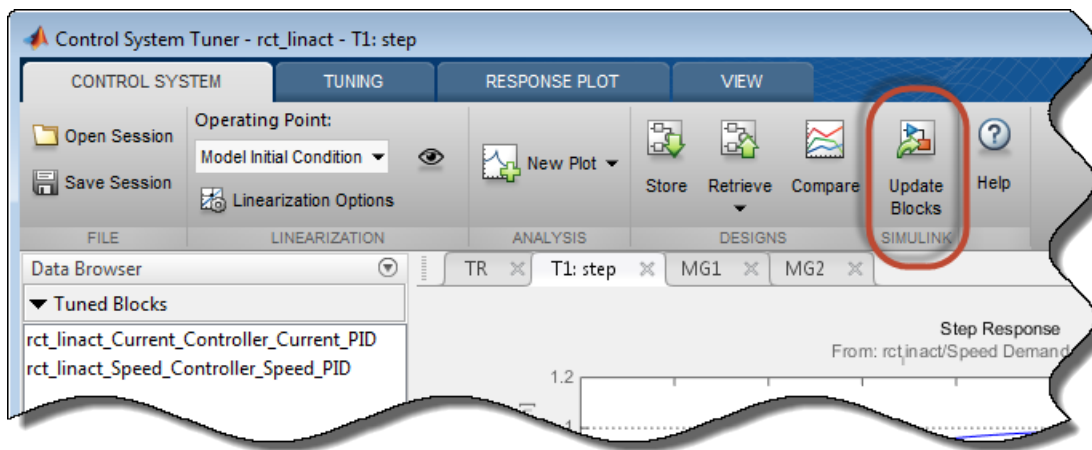 Control System Tuner - rct_linact - T1: step
CONTROL SYSTEM TUNING RESPONSE PLOT VIEW
Open Session
Save Session
FILE
Operating Point:
Model Initial Condition
Linearization Options
LINEARIZATION
New Plot
ANALYSIS
Store Retrieve Compare
DESIGNS
Update
Blocks
SIMULINK
Help
Data Browser
TR T1: step MG1 MG2
Tuned Blocks
rct_linact_Current_Controller_Current_PID
rct_linact_Speed_Controller_Speed_PID
Step Response
From: rct_linact/Speed Demand
1.2
1